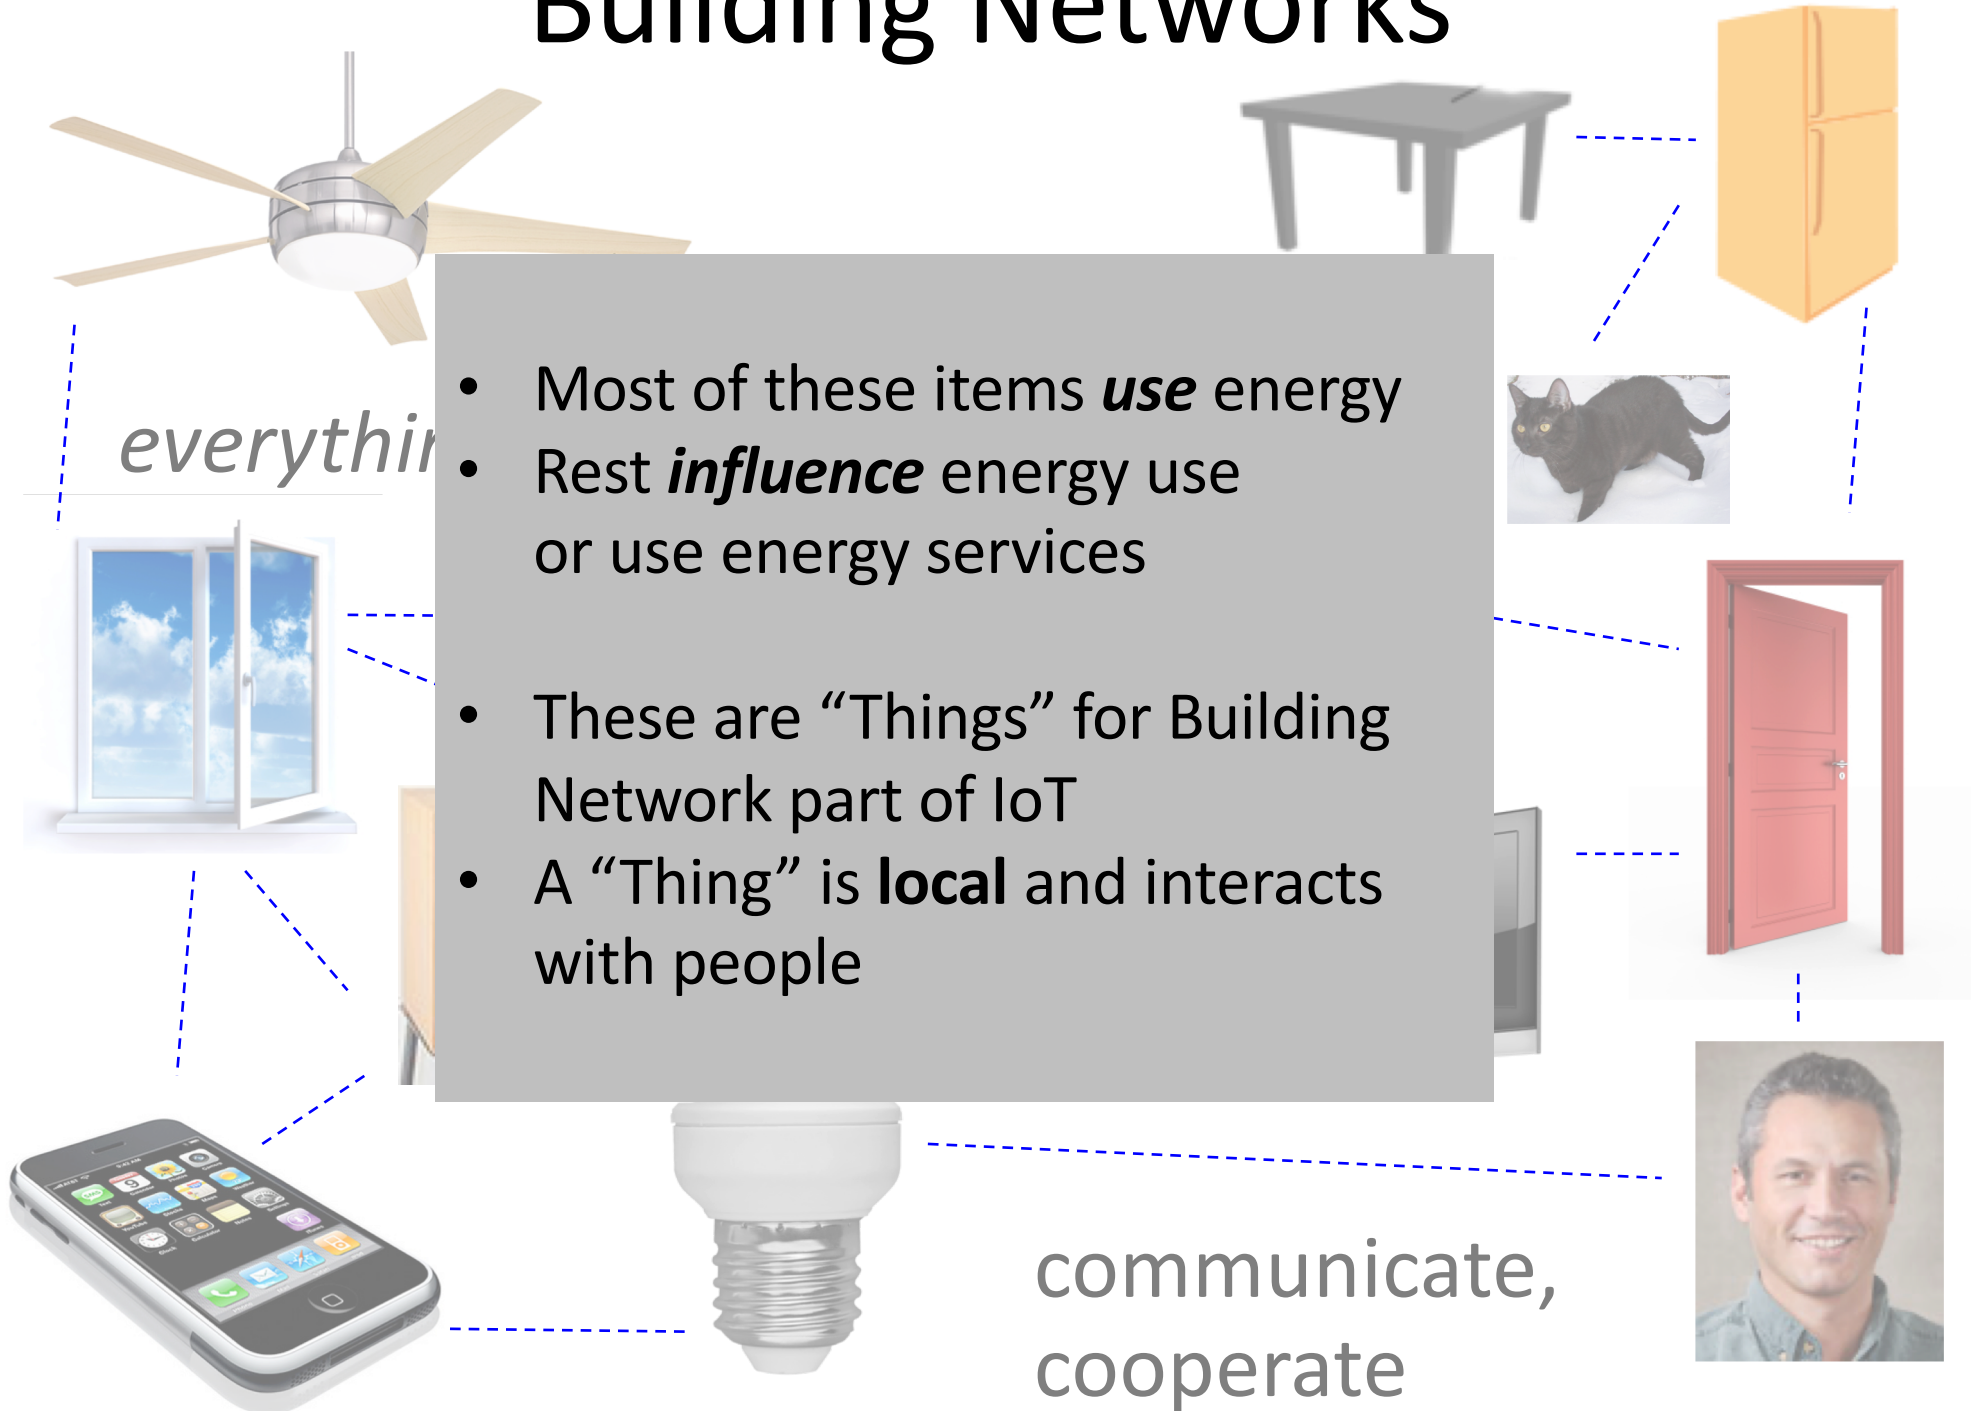 Building Networks
everythin
• Most of these items use energy
• Rest influence energy use
or use energy services
• These are “Things” for Building
Network part of IoT
• A “Thing” is local and interacts
with people
communicate,
cooperate